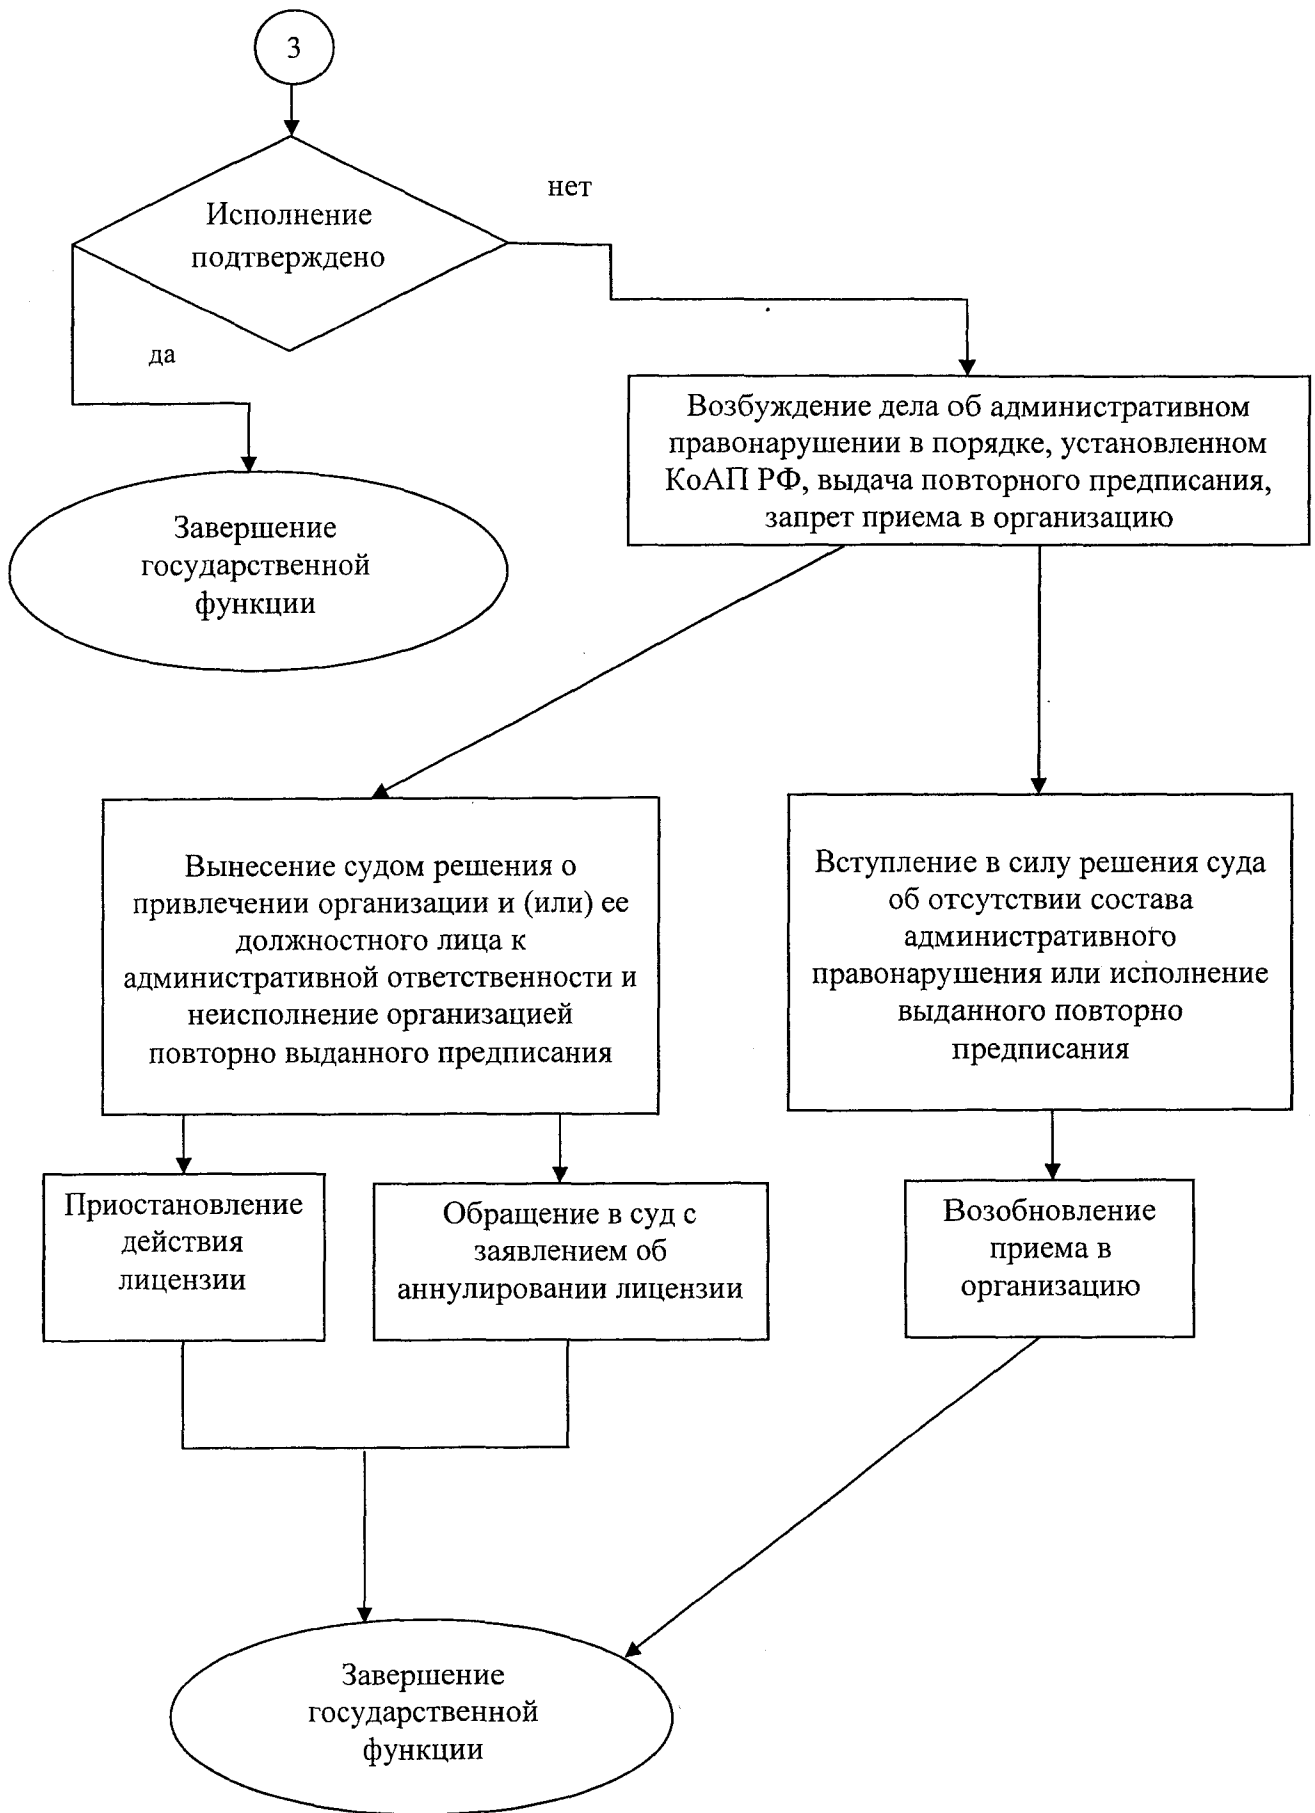 3
нет
Исполнение
подтверждено
да
Возбуждение дела об административном
правонарушении в порядке, установленном
КоАП РФ, выдача повторного предписания,
запрет приема в организацию
Завершение
государственной
функции
Вынесение судом решения о
привлечении организации и (или) ее
должностного лица к
административной ответственности и
неисполнение организацией
повторно выданного предписания
Вступление в силу решения суда
об отсутствии состава
административного
правонарушения или исполнение
выданного повторно
предписания
Приостановление
действия
лицензии
Обращение в суд с
заявлением об
аннулировании лицензии
Возобновление
приема в
организацию
Завершение
государственной
функции